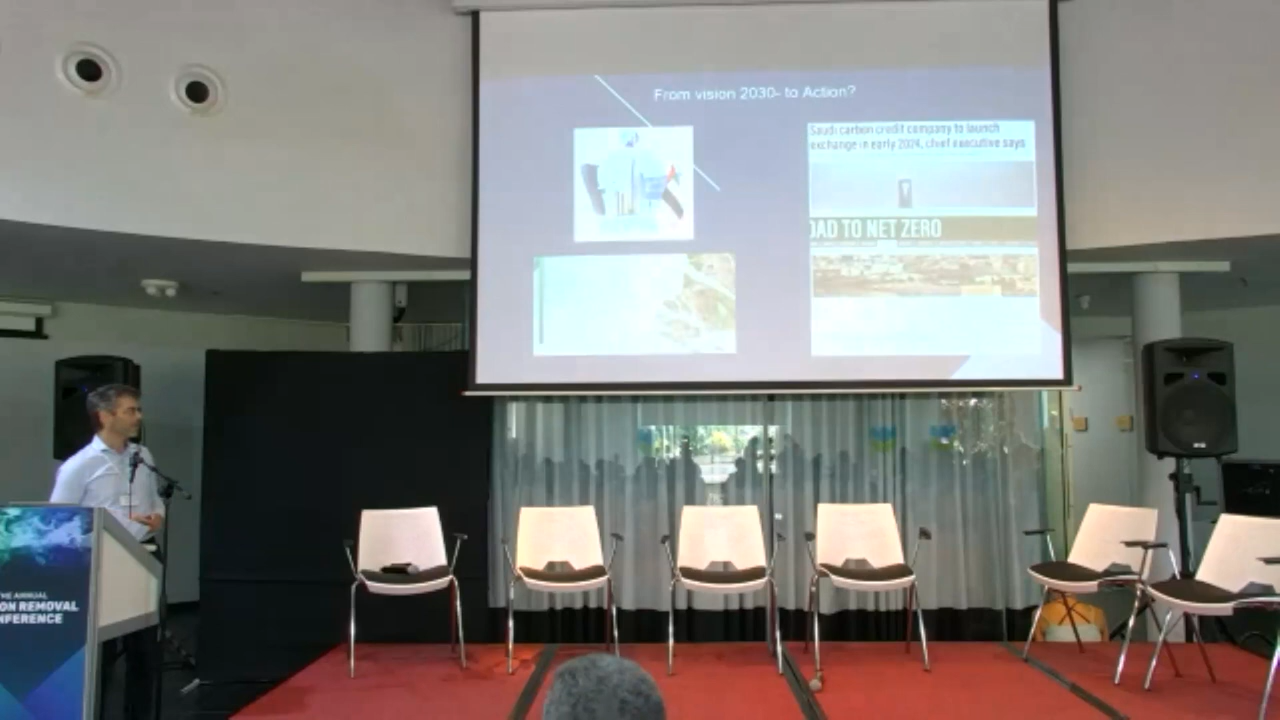 From vision 2030- to Action?
Saudi carbon credit company to launch
exchange in early 2024, chief executive says
OAD TO NET ZERO
THE ANNUAL
ON REMOVAL
NFERENCE